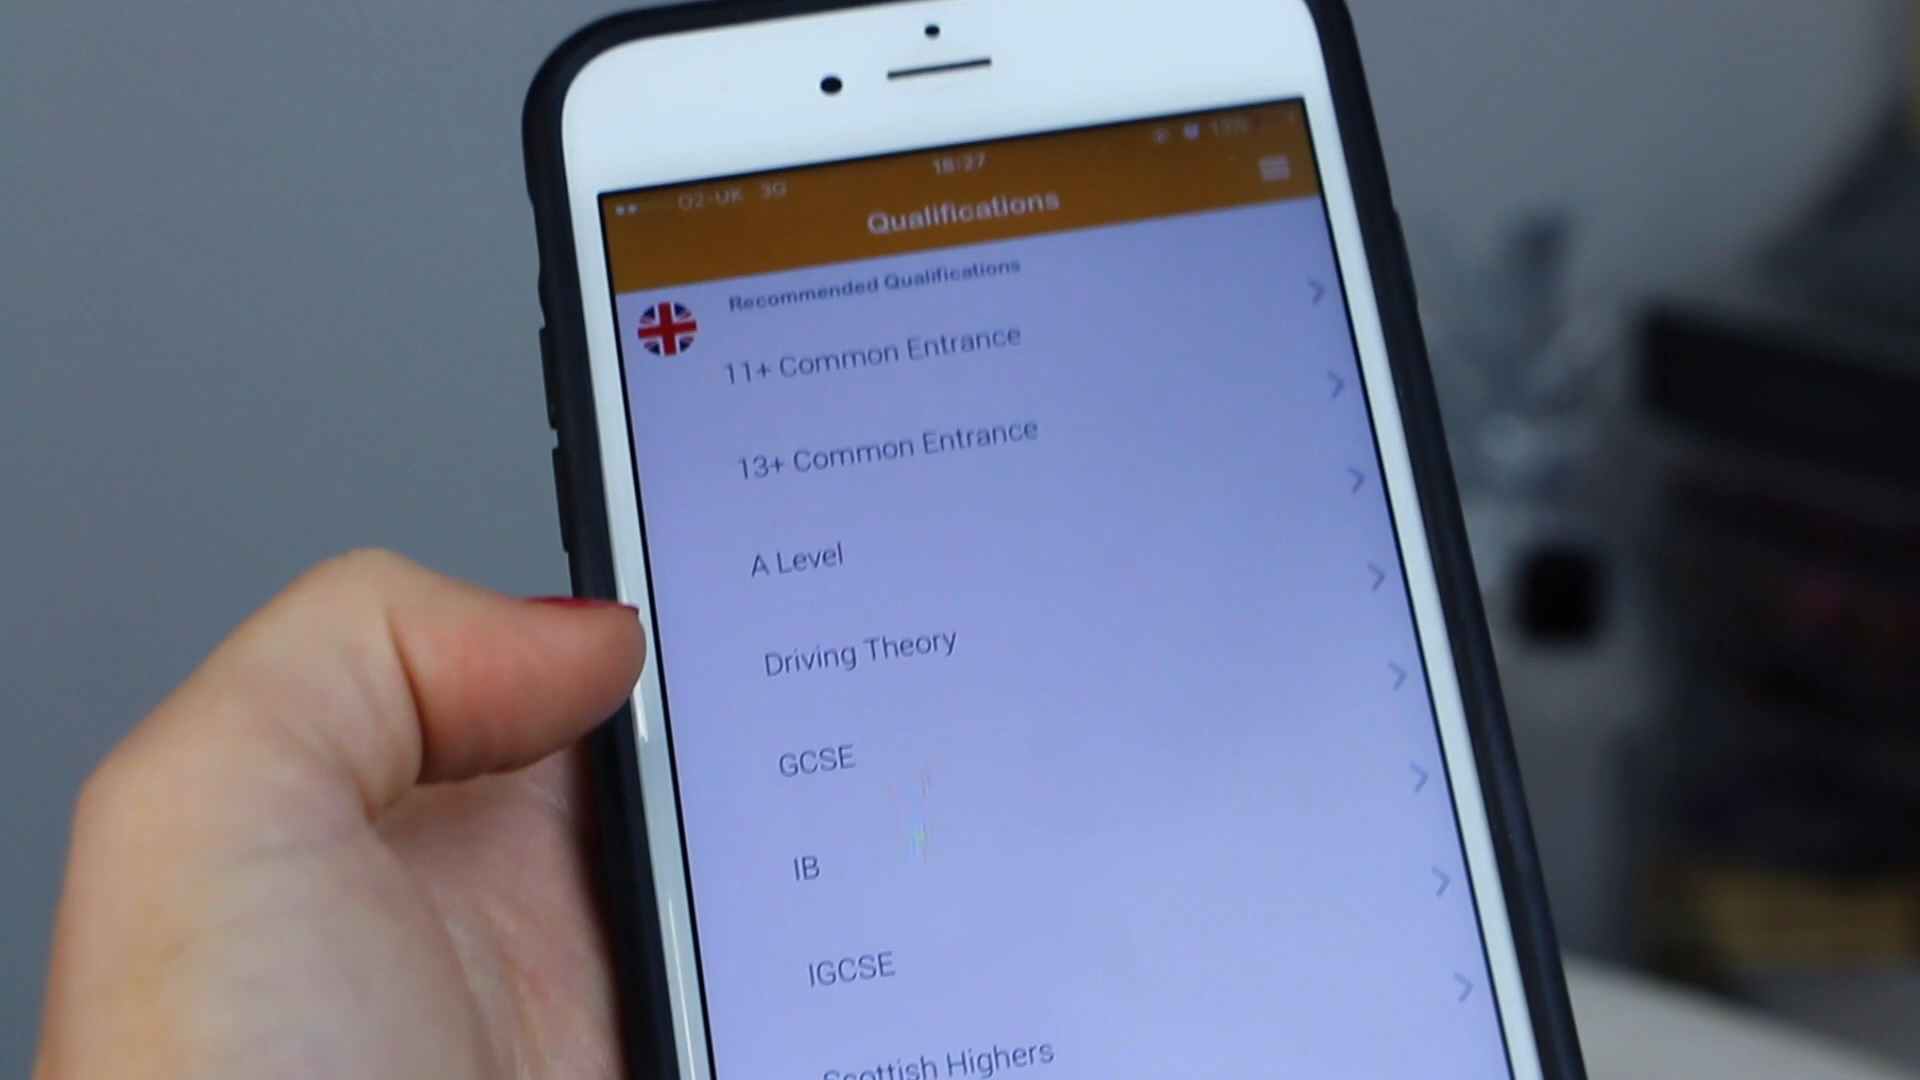 O2-UK 3G 18:27 13%
Qualifications
Recommended Qualifications
11+ Common Entrance
13+ Common Entrance
A Level
Driving Theory
GCSE
IB
IGCSE
Scottish Highers